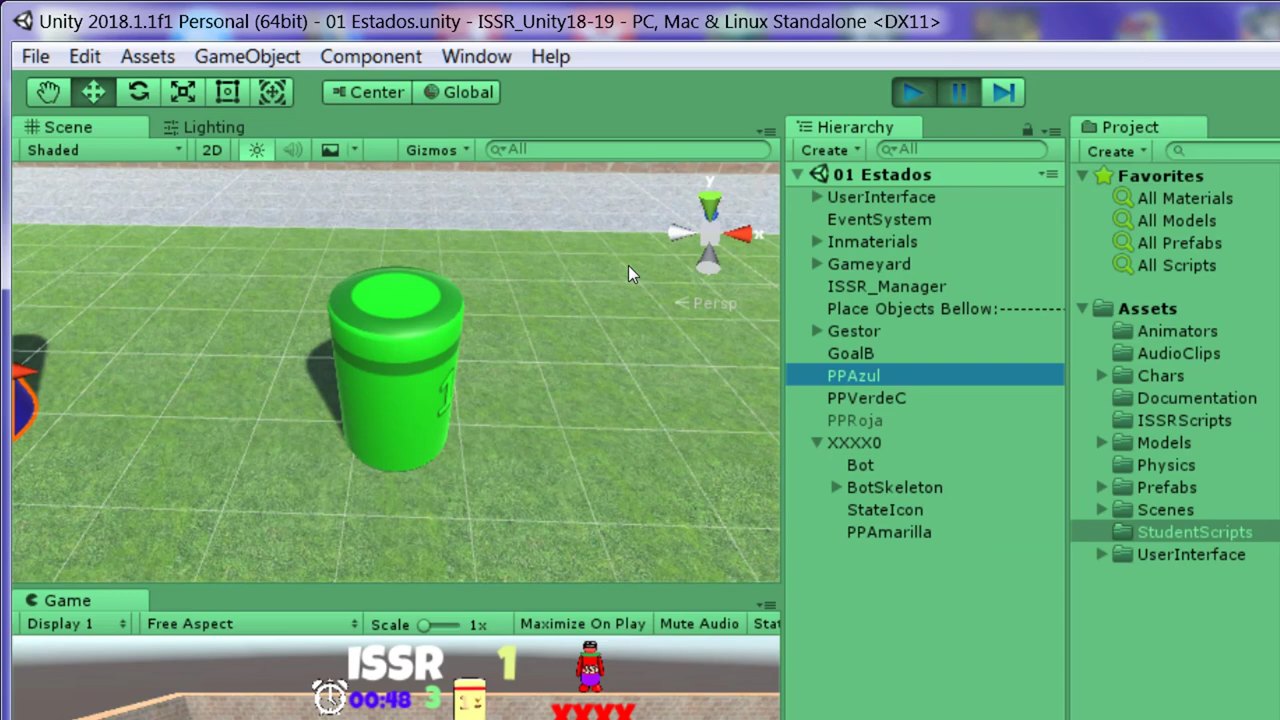 Unity 2018.1.1f1 Personal (64bit) - 01 Estados.unity - ISSR_Unity18-19 - PC, Mac & Linux Standalone <DX11>
File Edit Assets GameObject Component Window Help
Center Global
Scene Lighting
Shaded 2D Gizmos All
y
x
Persp
1
Hierarchy
Create All
01 Estados
UserInterface
EventSystem
Inmaterials
Gameyard
ISSR_Manager
Place Objects Bellow:-----------
Gestor
GoalB
PPAzul
PPVerdeC
PPRoja
XXXX0
Bot
BotSkeleton
StateIcon
PPAmarilla
Project
Create
Favorites
All Materials
All Models
All Prefabs
All Scripts
Assets
Animators
AudioClips
Chars
Documentation
ISSRScripts
Models
Physics
Prefabs
Scenes
StudentScripts
UserInterface
Game
Display 1 Free Aspect Scale 1x Maximize On Play Mute Audio Stat
ISSR 1
00:48 3
XXXX